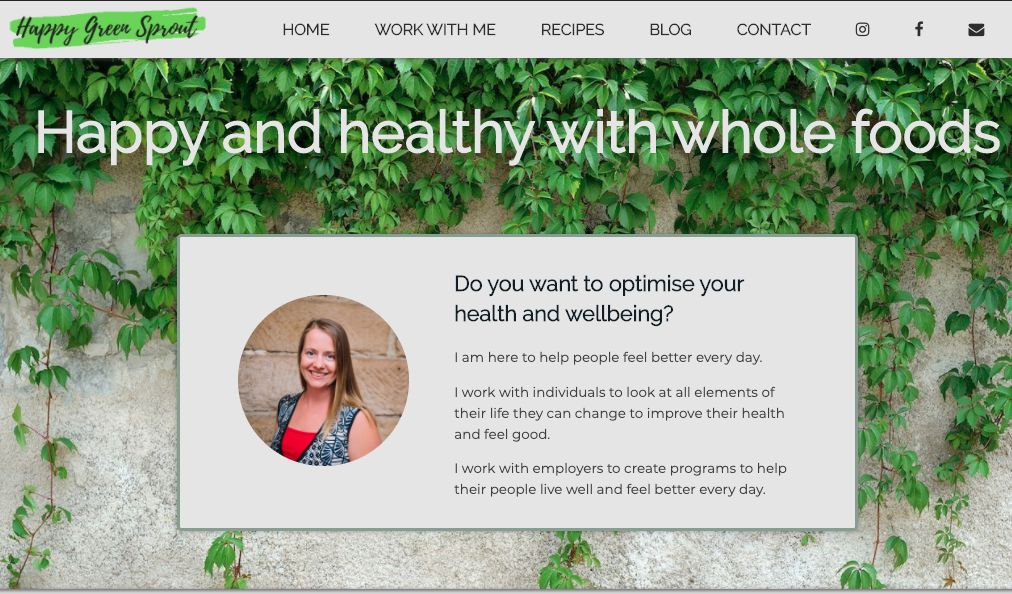 Happy Green Sprout
HOME WORK WITH ME RECIPES BLOG CONTACT
Happy and healthy with whole foods
Do you want to optimise your
health and wellbeing?
I am here to help people feel better every day.
I work with individuals to look at all elements of
their life they can change to improve their health
and feel good.
I work with employers to create programs to help
their people live well and feel better every day.